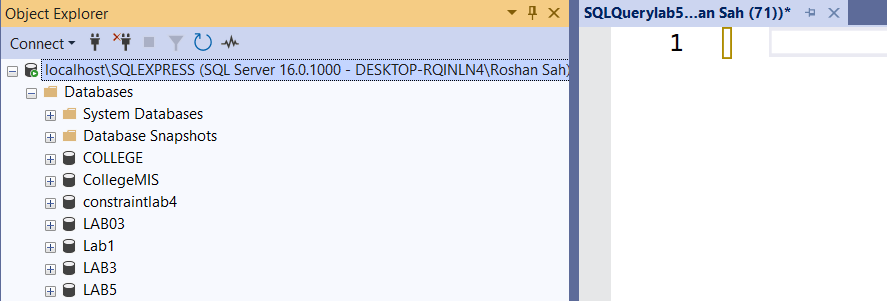 Object Explorer
Connect
localhost\SQLEXPRESS (SQL Server 16.0.1000 - DESKTOP-RQINLN4\Roshan Sah)
Databases
System Databases
Database Snapshots
COLLEGE
CollegeMIS
constraintlab4
LAB03
Lab1
LAB3
LAB5
SQLQuerylab5...an Sah (71))*
1